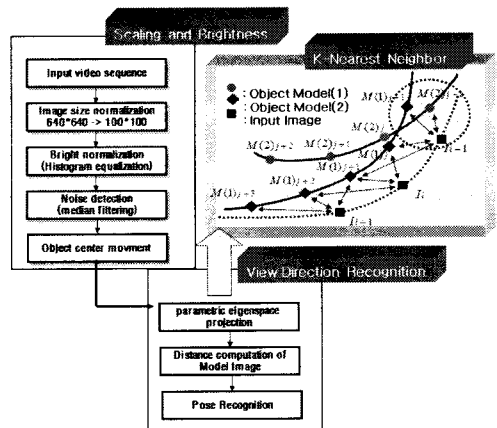 Scaling and Brightness
Input video sequence
Image size normalization
640*640 -> 100*100
Bright normalization
(Histogram equalization)
Noise detection
(median filtering)
Object center movment
K-Nearest Neighbor
: Object Model(1)
: Object Model(2)
: Input Image
View Direction Recognition
parametric eigenspace
projection
Distance computation of
Model Image
Pose Recognition